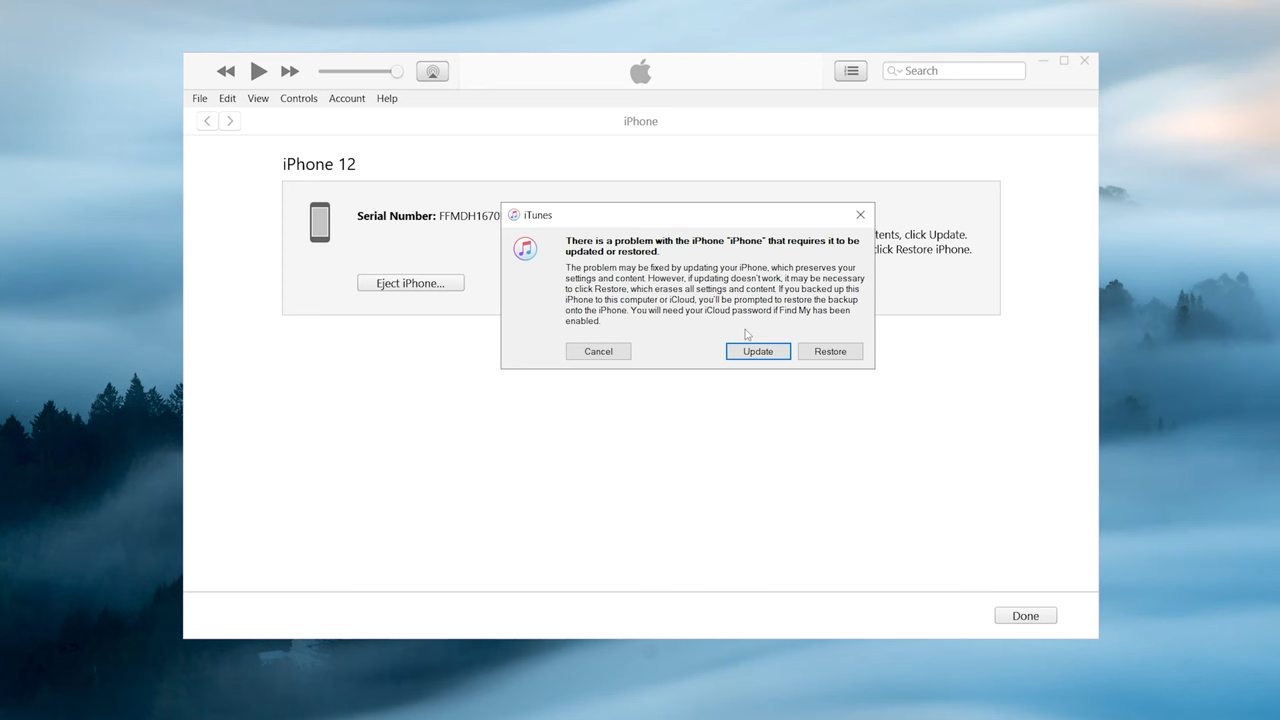 Search
File Edit View Controls Account Help
iPhone
iPhone 12
Serial Number: FFMDH1670
tents, click Update.
click Restore iPhone.
Eject iPhone...
iTunes
There is a problem with the iPhone "iPhone" that requires it to be
updated or restored.
The problem may be fixed by updating your iPhone, which preserves your
settings and content. However, if updating doesn't work, it may be necessary
to click Restore, which erases all settings and content. If you backed up this
iPhone to this computer or iCloud, you'll be prompted to restore the backup
onto the iPhone. You will need your iCloud password if Find My has been
enabled.
Cancel Update Restore
Done